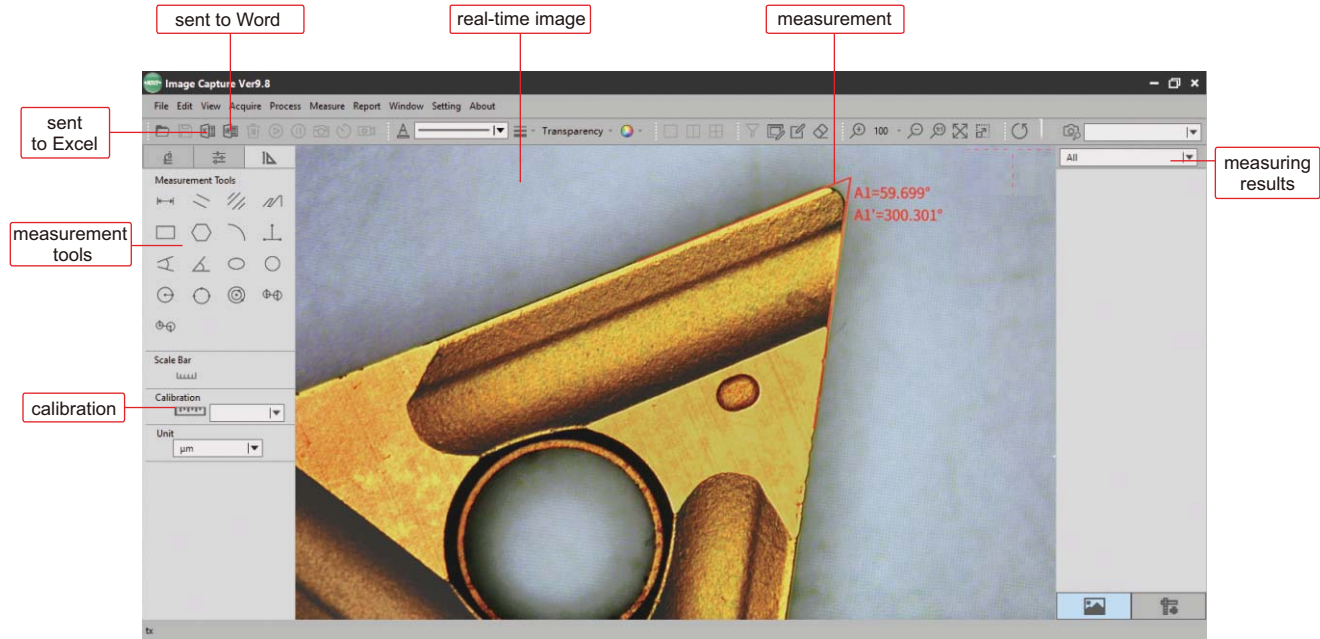 sent to Word
real-time image
measurement
Image Capture Ver9.8
File Edit View Acquire Process Measure Report Window Setting About
sent
to Excel
A
Transparency
100
All
measuring
results
Measurement Tools
A1=59.699°
A1'=300.301°
measurement
tools
Scale Bar
Calibration
calibration
Unit
μm
tx